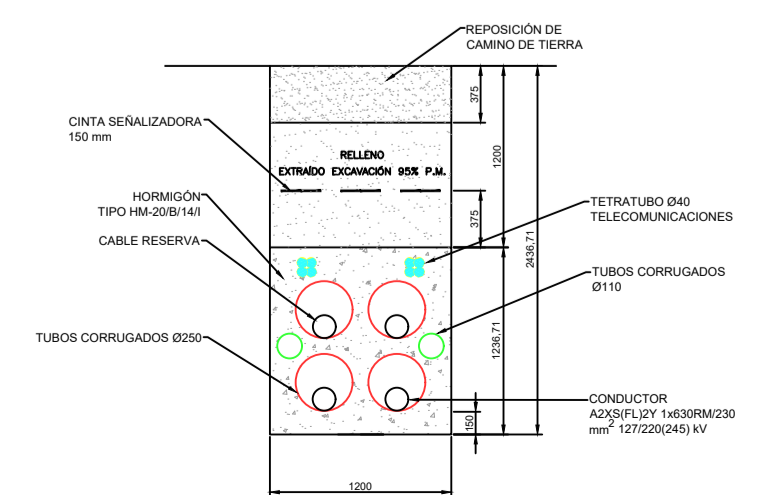 REPOSICIÓN DE
CAMINO DE TIERRA
375
CINTA SEÑALIZADORA
150 mm
RELLENO
EXTRAÍDO EXCAVACIÓN 95% P.M.
1200
HORMIGÓN
TIPO HM-20/B/14/I
375
TETRATUBO Ø40
TELECOMUNICACIONES
2436,71
CABLE RESERVA
TUBOS CORRUGADOS
Ø110
TUBOS CORRUGADOS Ø250
1236,71
CONDUCTOR
A2XS(FL)2Y 1x630RM/230
mm2 127/220(245) kV
150
1200